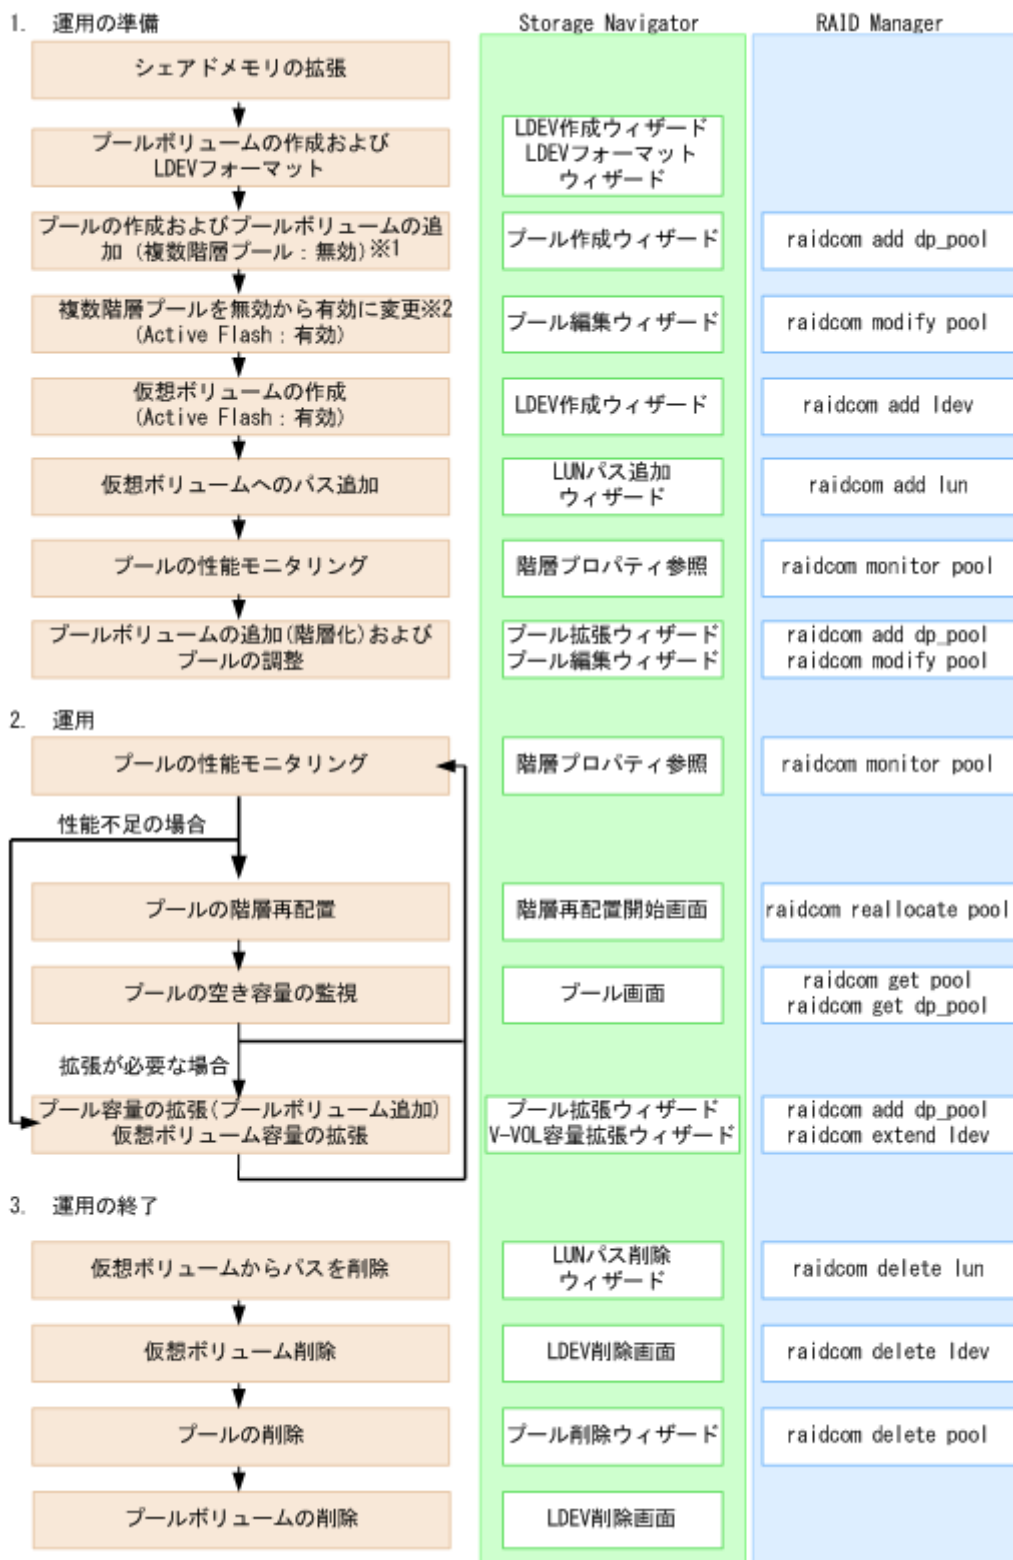 1. 運用の準備
Storage Navigator
RAID Manager
シェアドメモリの拡張
プールボリュームの作成および
LDEVフォーマット
LDEV作成ウィザード
LDEVフォーマット
ウィザード
プールの作成およびプールボリュームの追
加 (複数階層プール：無効)※1
プール作成ウィザード
raidcom add dp_pool
複数階層プールを無効から有効に変更※2
(Active Flash：有効)
プール編集ウィザード
raidcom modify pool
仮想ボリュームの作成
(Active Flash：有効)
LDEV作成ウィザード
raidcom add ldev
仮想ボリュームへのパス追加
LUNパス追加
ウィザード
raidcom add lun
プールの性能モニタリング
階層プロパティ参照
raidcom monitor pool
プールボリュームの追加(階層化)および
プールの調整
プール拡張ウィザード
プール編集ウィザード
raidcom add dp_pool
raidcom modify pool
2. 運用
プールの性能モニタリング
階層プロパティ参照
raidcom monitor pool
性能不足の場合
プールの階層再配置
階層再配置開始画面
raidcom reallocate pool
プールの空き容量の監視
プール画面
raidcom get pool
raidcom get dp_pool
拡張が必要な場合
プール容量の拡張(プールボリューム追加)
仮想ボリューム容量の拡張
プール拡張ウィザード
V-VOL容量拡張ウィザード
raidcom add dp_pool
raidcom extend ldev
3. 運用の終了
仮想ボリュームからパスを削除
LUNパス削除
ウィザード
raidcom delete lun
仮想ボリューム削除
LDEV削除画面
raidcom delete ldev
プールの削除
プール削除ウィザード
raidcom delete pool
プールボリュームの削除
LDEV削除画面